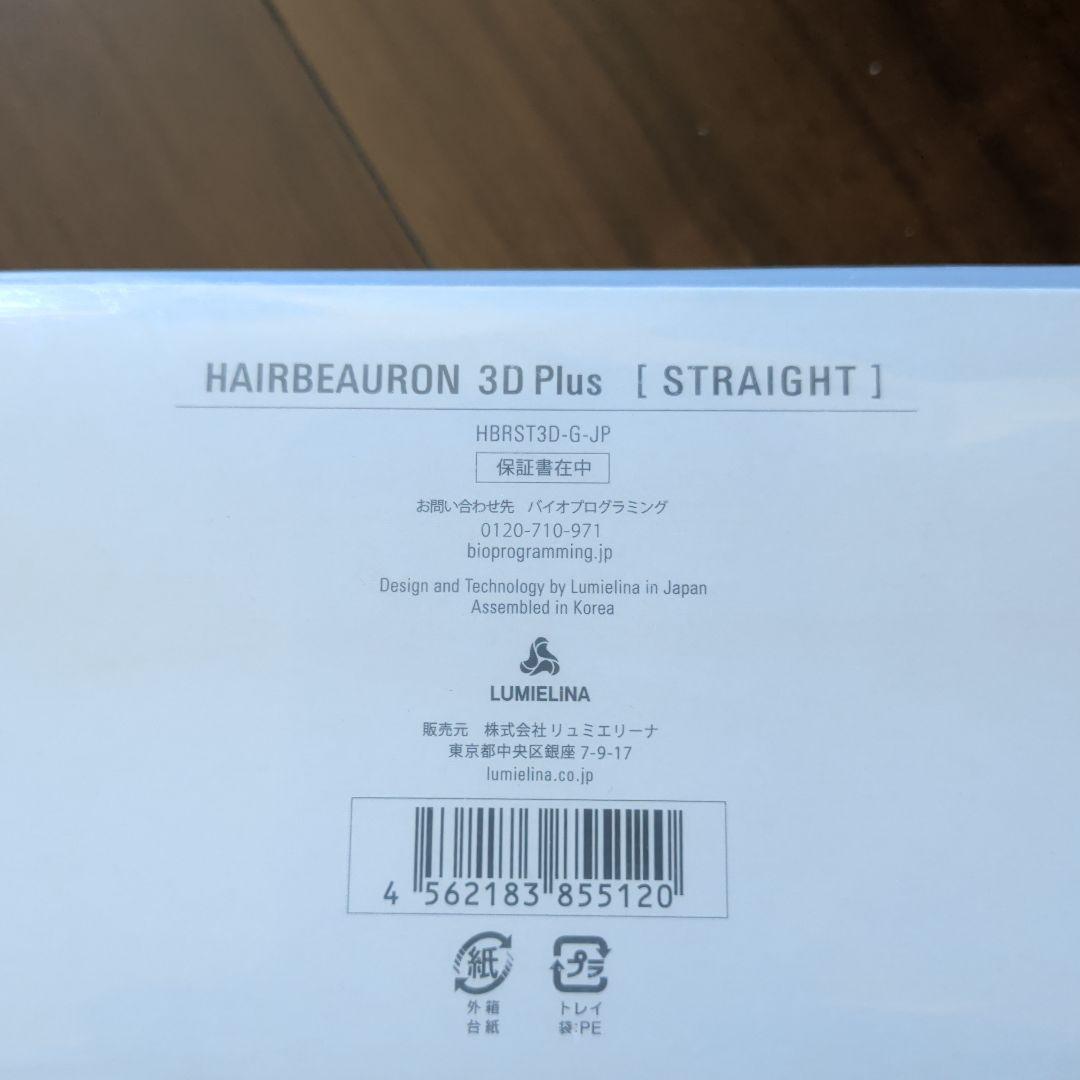 HAIRBEAURON 3D Plus [ STRAIGHT ]
HBRST3D-G-JP
保証書在中
お問い合わせ先 バイオプログラミング
0120-710-971
bioprogramming.jp
Design and Technology by Lumielina in Japan
Assembled in Korea
LUMIELINA
販売元 株式会社リュミエリーナ
東京都中央区銀座 7-9-17
lumielina.co.jp
4 562183 855120
紙 プラ
外箱 トレイ
台紙 袋:PE